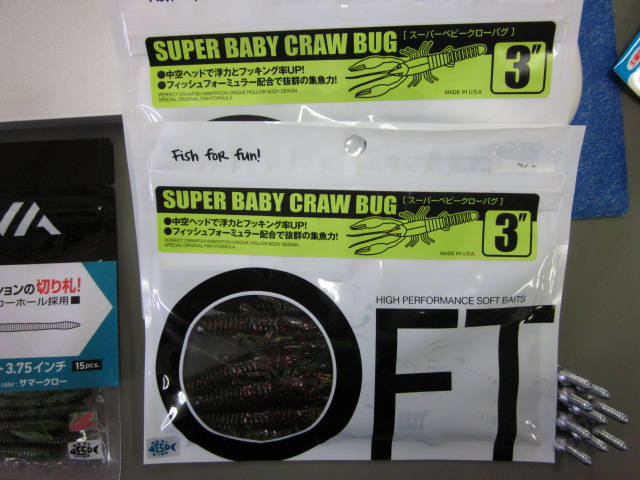 SUPER BABY CRAW BUG
[スーパーベビークローバグ]
●中空ヘッドで浮力とフッキング率UP!
●フィッシュフォーミュラー配合で抜群の集魚力!
PERFECT CRAWFISH IMMITATION.UNIQUE HOLLOW BODY DESIGN
SPECIAL ORIGINAL FISH FORMULA
MADE IN U.S.A.
3"
Fish for fun!
SUPER BABY CRAW BUG
[スーパーベビークローバグ]
●中空ヘッドで浮力とフッキング率UP!
●フィッシュフォーミュラー配合で抜群の集魚力!
PERFECT CRAWFISH IMMITATION.UNIQUE HOLLOW BODY DESIGN
SPECIAL ORIGINAL FISH FORMULA
MADE IN U.S.A.
3"
HIGH PERFORMANCE SOFT BAITS
OFT
ションの切り札!
カーホール採用■
3.75インチ
15pcs.
color: サマークロー
ECO
ECO